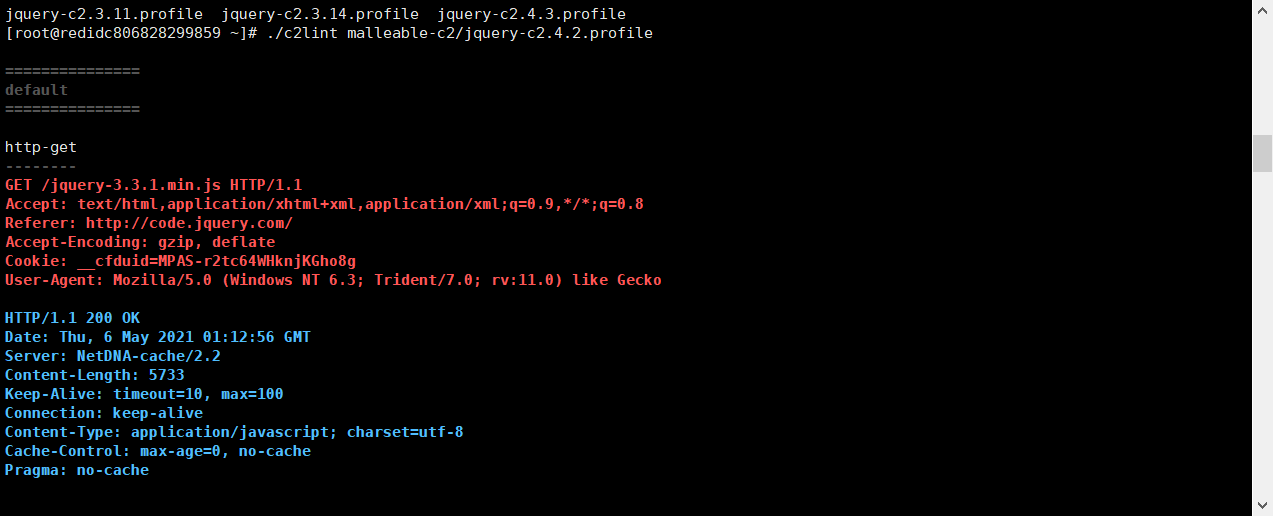 jquery-c2.3.11.profile  jquery-c2.3.14.profile  jquery-c2.4.3.profile
[root@redidc806828299859 ~]# ./c2lint malleable-c2/jquery-c2.4.2.profile
===============
default
===============
http-get
--------
GET /jquery-3.3.1.min.js HTTP/1.1
Accept: text/html,application/xhtml+xml,application/xml;q=0.9,*/*;q=0.8
Referer: http://code.jquery.com/
Accept-Encoding: gzip, deflate
Cookie: __cfduid=MPAS-r2tc64WHknjKGho8g
User-Agent: Mozilla/5.0 (Windows NT 6.3; Trident/7.0; rv:11.0) like Gecko
HTTP/1.1 200 OK
Date: Thu, 6 May 2021 01:12:56 GMT
Server: NetDNA-cache/2.2
Content-Length: 5733
Keep-Alive: timeout=10, max=100
Connection: keep-alive
Content-Type: application/javascript; charset=utf-8
Cache-Control: max-age=0, no-cache
Pragma: no-cache